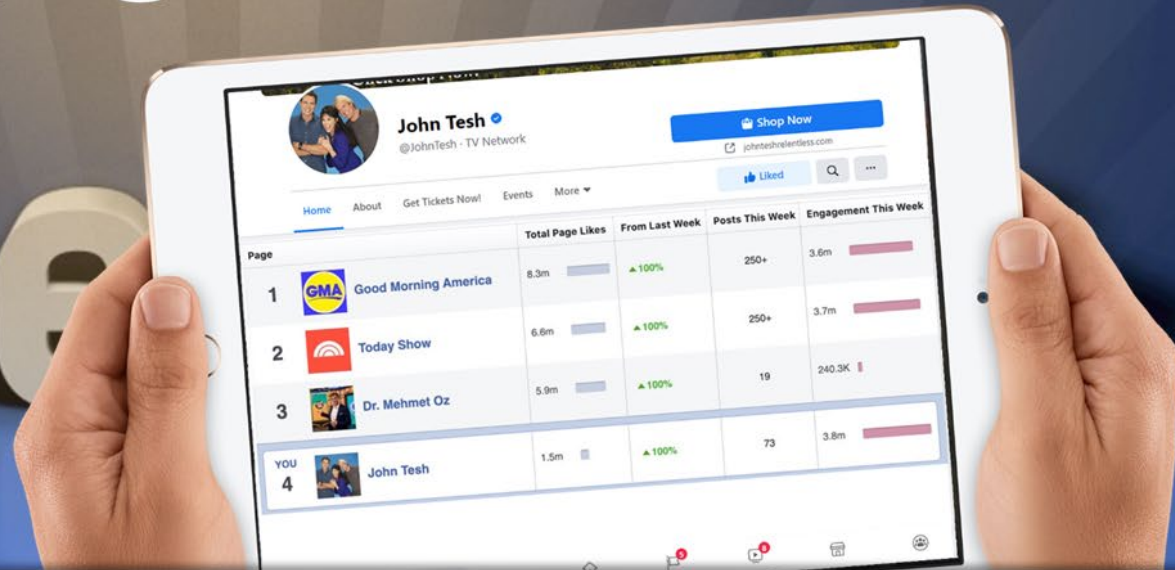 John Tesh
@JohnTesh · TV Network
Shop Now
johnteshrelentless.com
Liked
Home About Get Tickets Now! Events More
Page Total Page Likes From Last Week Posts This Week Engagement This Week
1 GMA Good Morning America 8.3m ▲100% 250+ 3.6m
2 Today Show 6.6m ▲100% 250+ 3.7m
3 Dr. Mehmet Oz 5.9m ▲100% 19 240.3K
YOU
4 John Tesh 1.5m ▲100% 73 3.8m
5 8